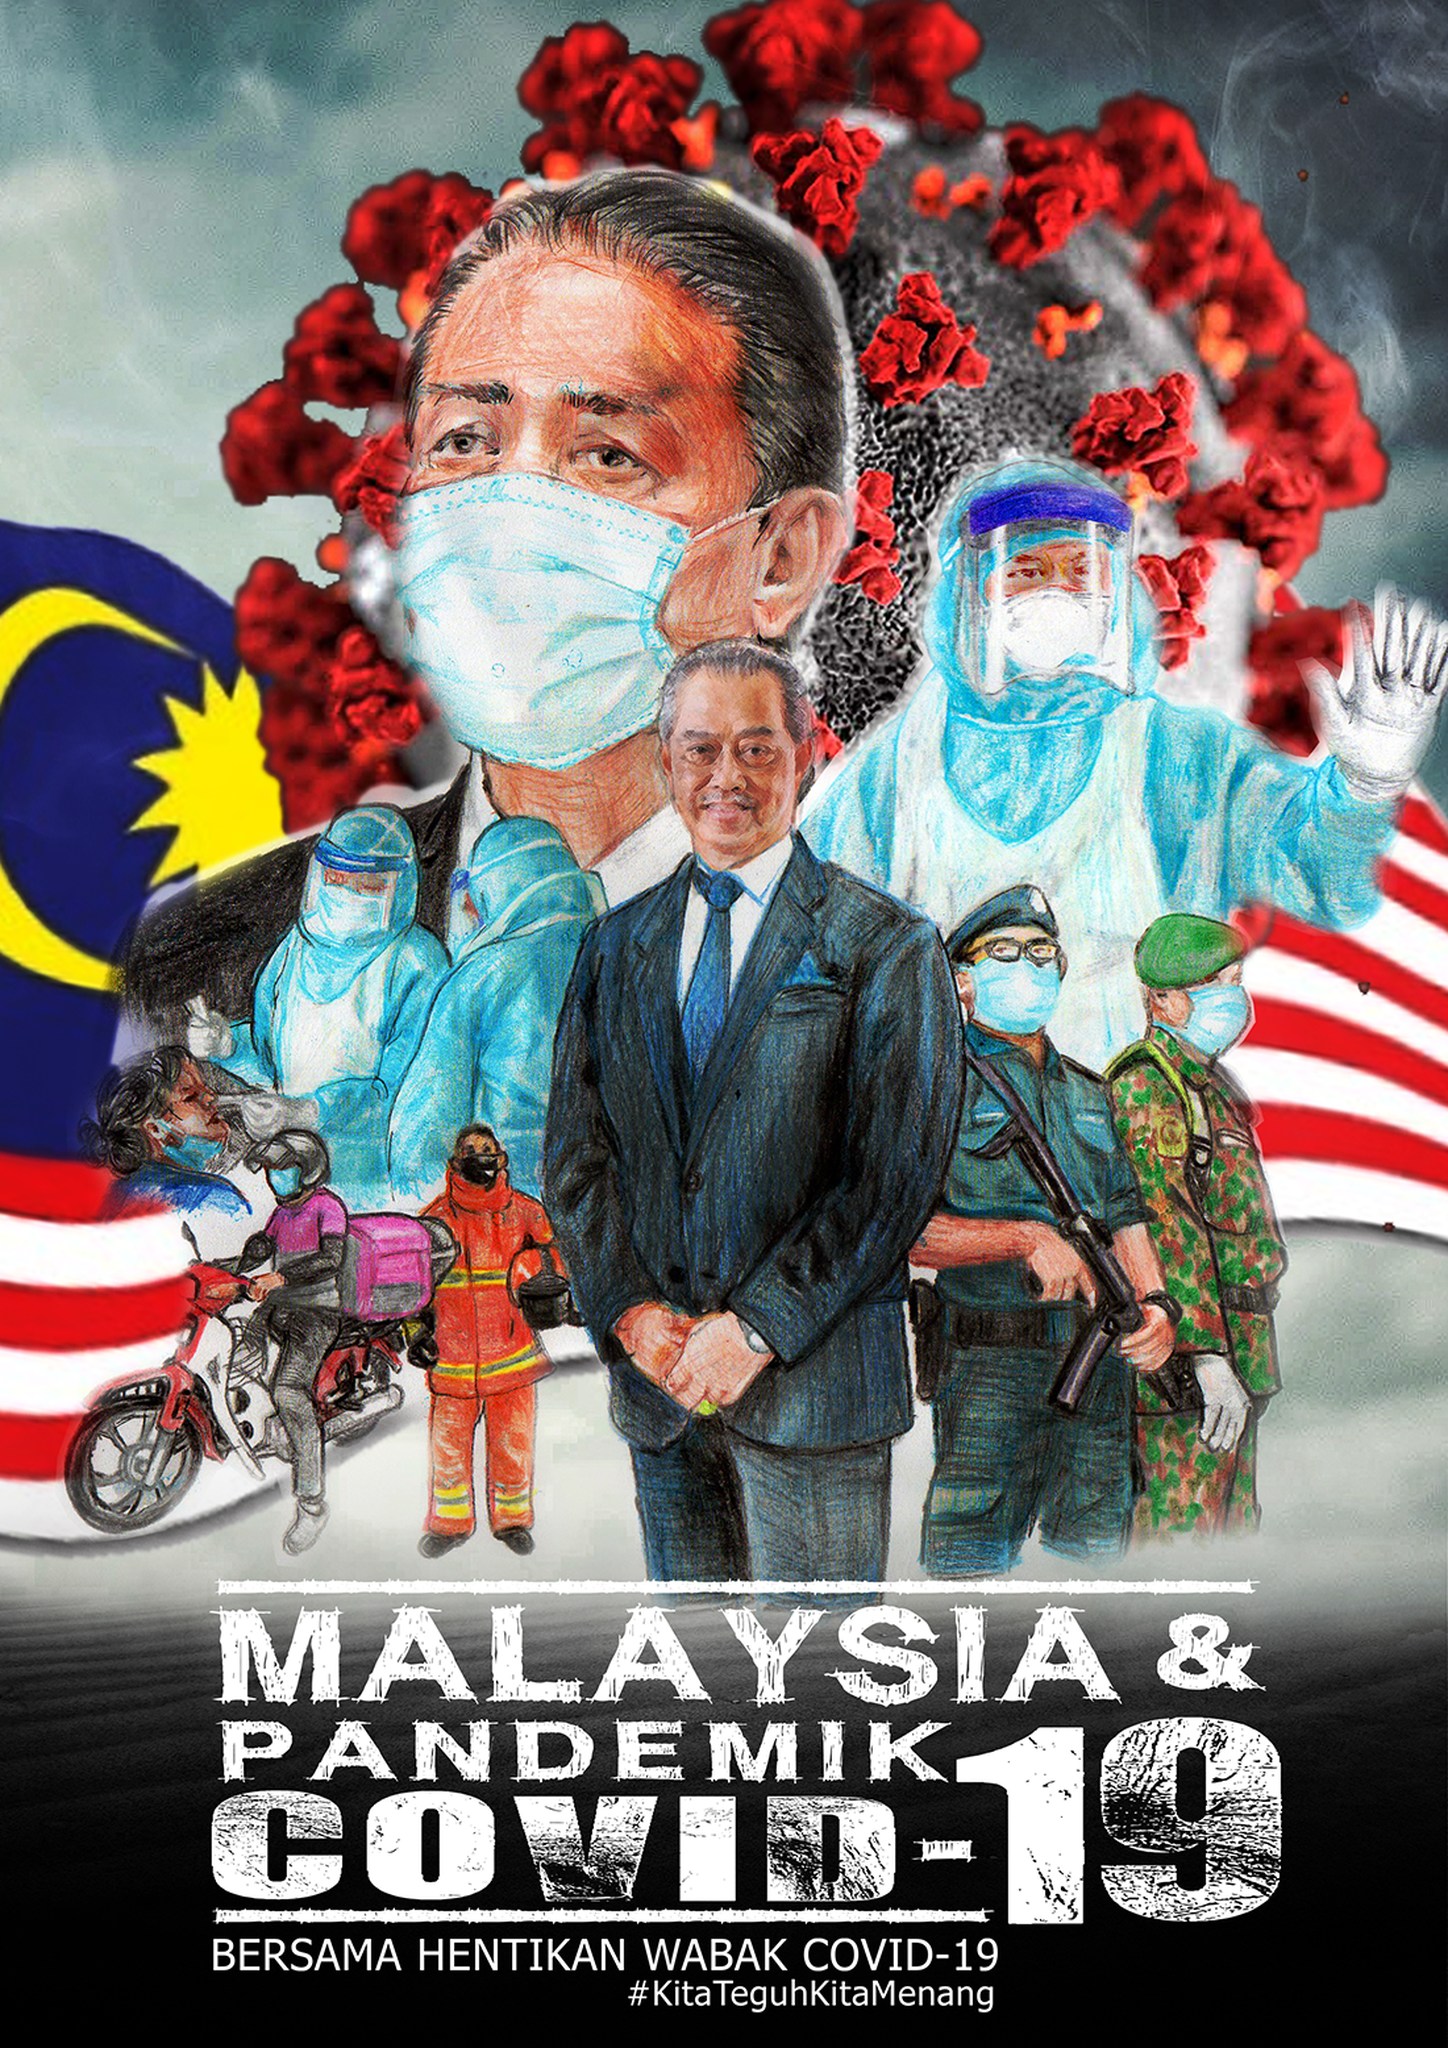 MALAYSIA &
PANDEMIK
COVID-19
BERSAMA HENTIKAN WABAK COVID-19
#KitaTeguhKitaMenang